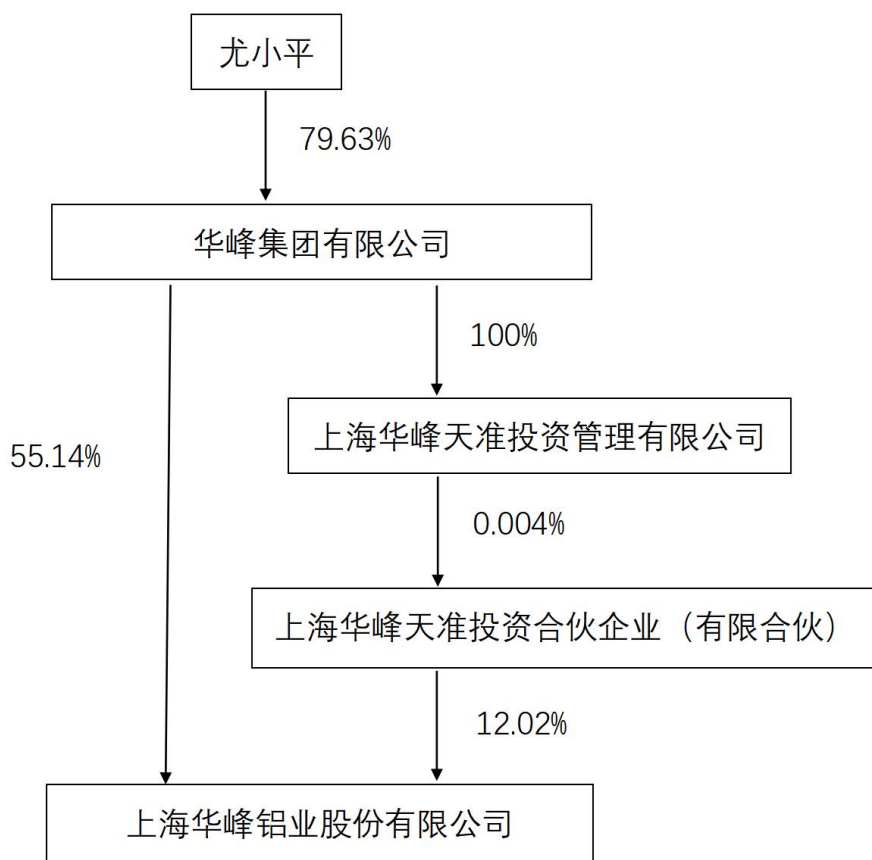 尤小平
79.63%
华峰集团有限公司
100%
上海华峰天准投资管理有限公司
55.14%
0.004%
上海华峰天准投资合伙企业（有限合伙）
12.02%
上海华峰铝业股份有限公司